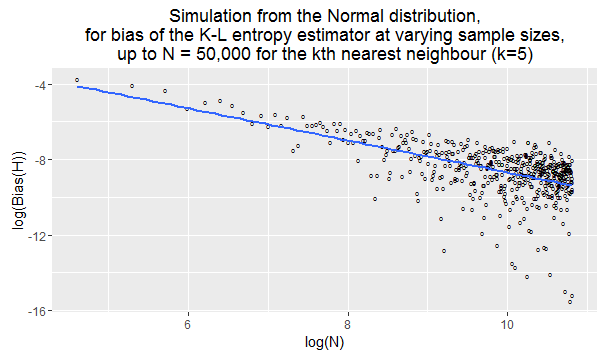 Simulation from the Normal distribution,
for bias of the K-L entropy estimator at varying sample sizes,
up to N = 50,000 for the kth nearest neighbour (k=5)
-4
-8
-12
-16
log(Bias(H))
6
8
10
log(N)